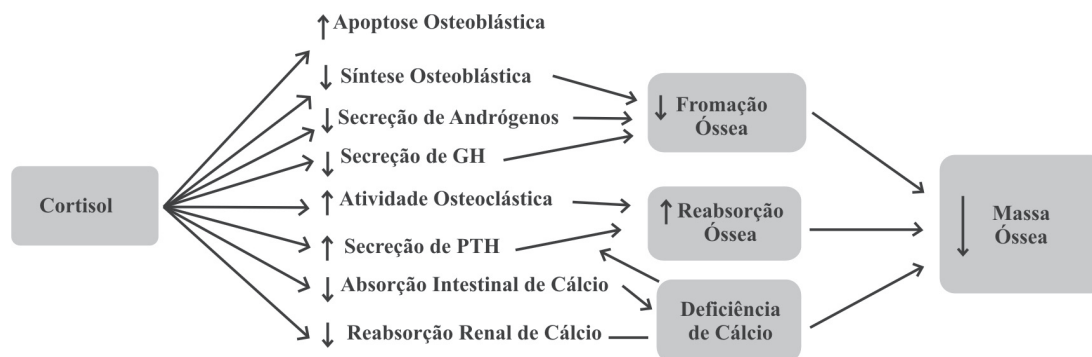 Apoptose Osteoblástica
Síntese Osteoblástica
Secreção de Andrógenos
Secreção de GH
Atividade Osteoclástica
Secreção de PTH
Absorção Intestinal de Cálcio
Reabsorção Renal de Cálcio
Cortisol
Fromação
Óssea
Reabsorção
Óssea
Deficiência
de Cálcio
Massa
Óssea